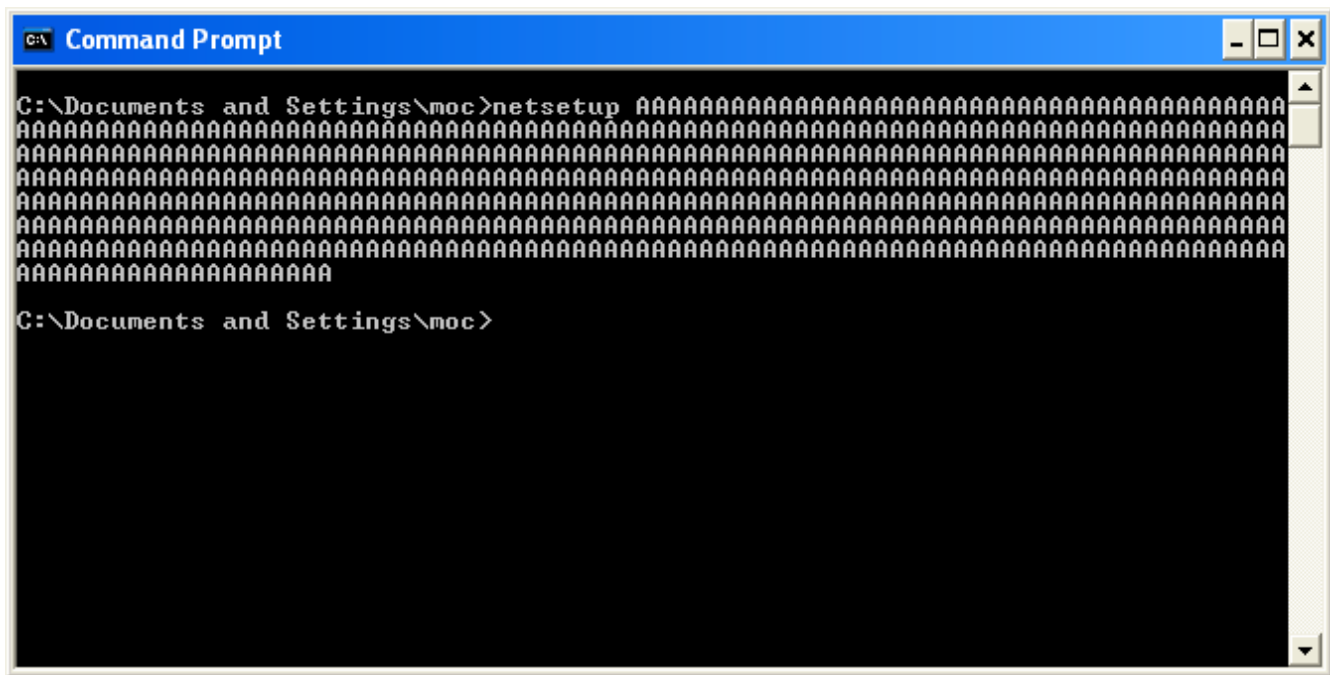 C:\ Command Prompt
C:\Documents and Settings\moc>netsetup AAAAAAAAAAAAAAAAAAAAAAAAAAAAAAAAAAAAAAAAA
AAAAAAAAAAAAAAAAAAAAAAAAAAAAAAAAAAAAAAAAAAAAAAAAAAAAAAAAAAAAAAAAAAAAAAAAAAAAAAAA
AAAAAAAAAAAAAAAAAAAAAAAAAAAAAAAAAAAAAAAAAAAAAAAAAAAAAAAAAAAAAAAAAAAAAAAAAAAAAAAA
AAAAAAAAAAAAAAAAAAAAAAAAAAAAAAAAAAAAAAAAAAAAAAAAAAAAAAAAAAAAAAAAAAAAAAAAAAAAAAAA
AAAAAAAAAAAAAAAAAAAAAAAAAAAAAAAAAAAAAAAAAAAAAAAAAAAAAAAAAAAAAAAAAAAAAAAAAAAAAAAA
AAAAAAAAAAAAAAAAAAAAAAAAAAAAAAAAAAAAAAAAAAAAAAAAAAAAAAAAAAAAAAAAAAAAAAAAAAAAAAAA
AAAAAAAAAAAAAAAAAAAAAAAAAAAAAAAAAAAAAAAAAAAAAAAAAAAAAAAAAAAAAAAAAAAAAAAAAAAAAAAA
AAAAAAAAAAAAAAAAAAAA
C:\Documents and Settings\moc>